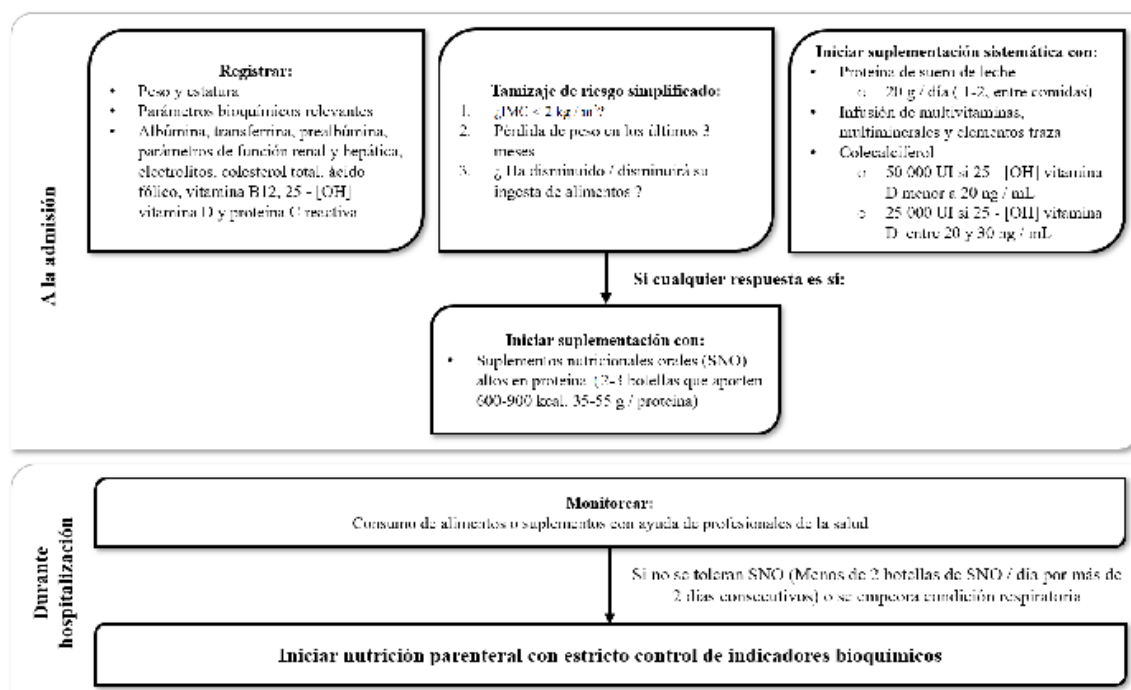 A la admisión
Registrar:
• Peso y estatura
• Parámetros bioquímicos relevantes
• Albúmina, transferrina, prealbúmina,
parámetros de función renal y hepática,
electrolitos, colesterol total, ácido
fólico, vitamina B12, 25 - [OH]
vitamina D y proteína C reactiva
Tamizaje de riesgo simplificado:
1. ¿IMC < 2 kg / m²?
2. Pérdida de peso en los últimos 3
meses
3. ¿ Ha disminuido / disminuirá su
ingesta de alimentos ?
Iniciar suplementación sistemática con:
• Proteína de suero de leche
o 20 g / día ( 1-2, entre comidas)
• Infusión de multivitaminas,
multiminerales y elementos traza
• Colecalciferol
o 50 000 UI si 25 - [OH] vitamina
D menor a 20 ng / mL
o 25 000 UI si 25 - [OH] vitamina
D entre 20 y 30 ng / mL
Si cualquier respuesta es sí:
Iniciar suplementación con:
• Suplementos nutricionales orales (SNO)
altos en proteína (2-3 botellas que aporten
600-900 kcal, 35-55 g / proteína)
Durante
hospitalización
Monitorear:
Consumo de alimentos o suplementos con ayuda de profesionales de la salud
Si no se toleran SNO (Menos de 2 botellas de SNO / día por más de
2 días consecutivos) o se empeora condición respiratoria
Iniciar nutrición parenteral con estricto control de indicadores bioquímicos